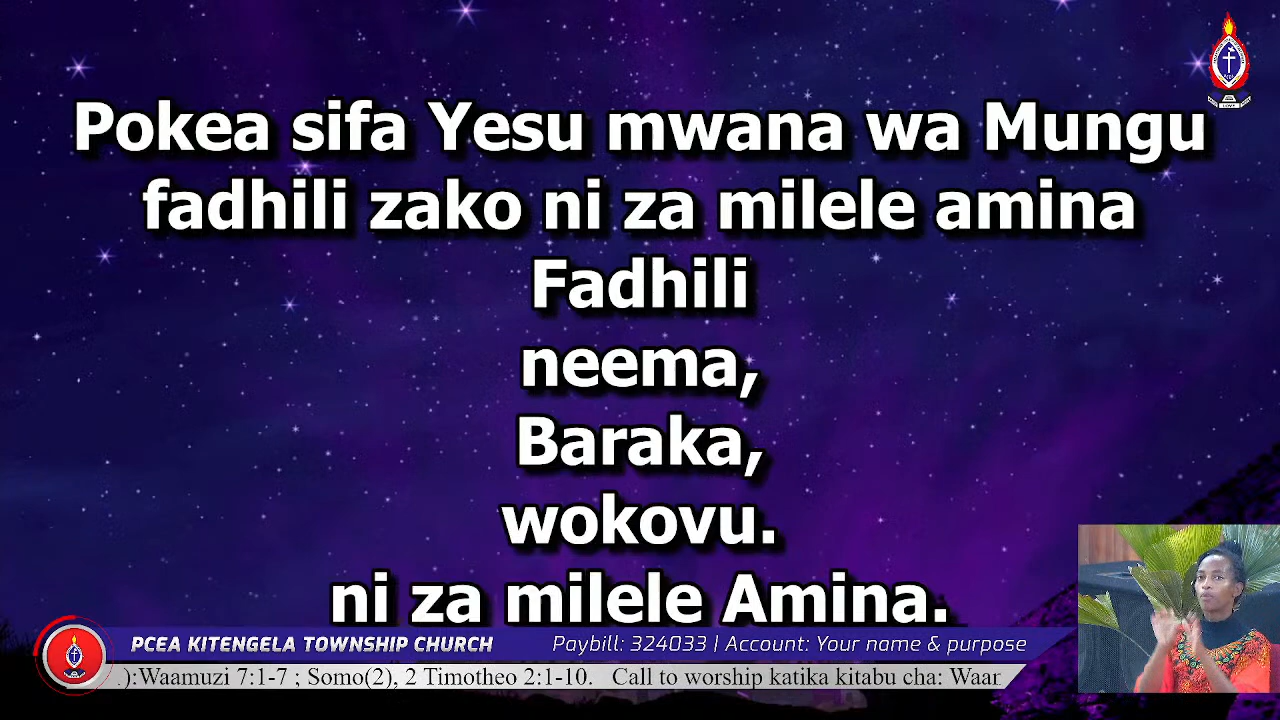 Pokea sifa Yesu mwana wa Mungu
fadhili zako ni za milele amina
Fadhili
neema,
Baraka,
wokovu.
ni za milele Amina.
PCEA KITENGELA TOWNSHIP CHURCH
Paybill: 324033 | Account: Your name & purpose
):Waamuzi 7:1-7 ; Somo(2), 2 Timotheo 2:1-10. Call to worship katika kitabu cha: